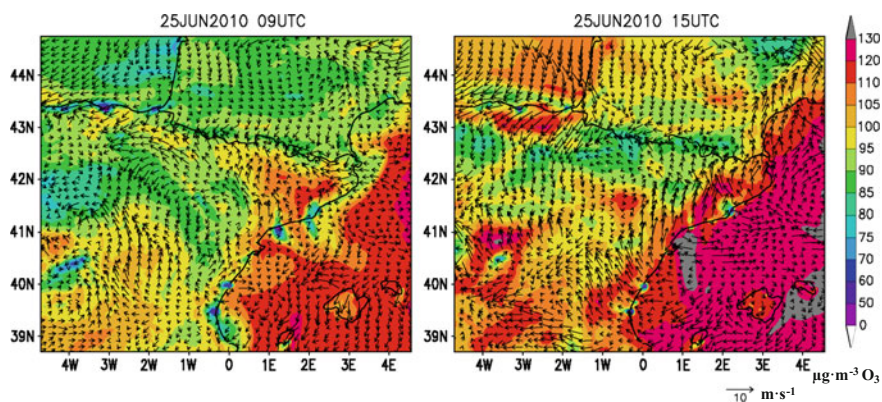 25JUN2010 09UTC
25JUN2010 15UTC
44N
43N
42N
41N
40N
39N
4W 3W 2W 1W 0 1E 2E 3E 4E
44N
43N
42N
41N
40N
39N
4W 3W 2W 1W 0 1E 2E 3E 4E
130
120
110
105
100
95
90
85
80
70
60
50
0
µg·m-³ O₃
10 m·s-¹